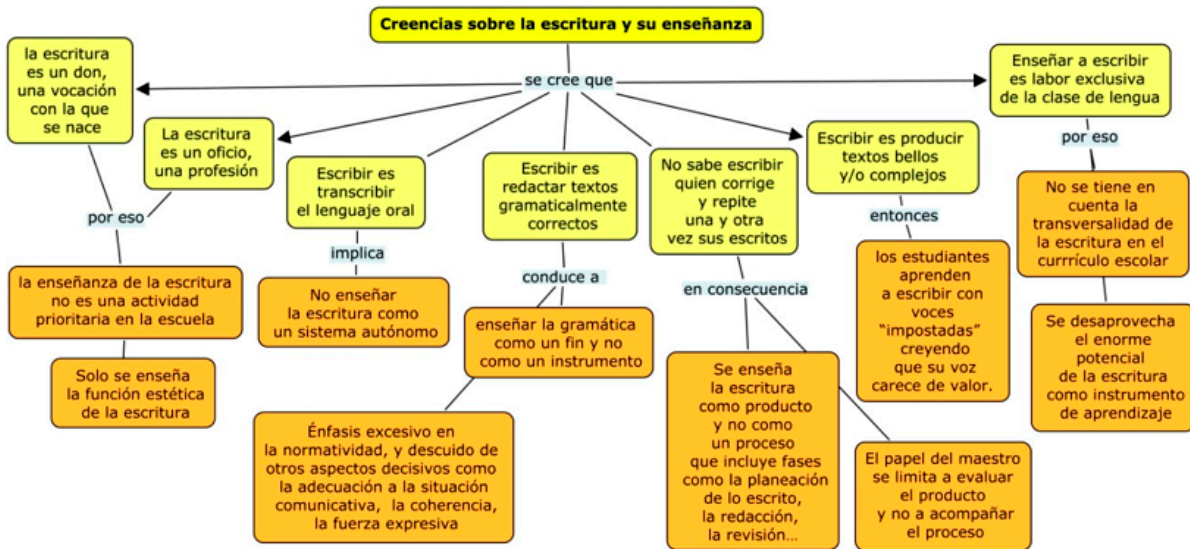 Creencias sobre la escritura y su enseñanza
se cree que
la escritura
es un don,
una vocación
con la que
se nace
La escritura
es un oficio,
una profesión
por eso
la enseñanza de la escritura
no es una actividad
prioritaria en la escuela
Solo se enseña
la función estética
de la escritura
Escribir es
transcribir
el lenguaje oral
implica
No enseñar
la escritura como
un sistema autónomo
Escribir es
redactar textos
gramaticalmente
correctos
conduce a
enseñar la gramática
como un fin y no
como un instrumento
Énfasis excesivo en
la normatividad, y descuido de
otros aspectos decisivos como
la adecuación a la situación
comunicativa, la coherencia,
la fuerza expresiva
No sabe escribir
quien corrige
y repite
una y otra
vez sus escritos
en consecuencia
Se enseña
la escritura
como producto
y no como
un proceso
que incluye fases
como la planeación
de lo escrito,
la redacción,
la revisión...
El papel del maestro
se limita a evaluar
el producto
y no a acompañar
el proceso
Escribir es producir
textos bellos
y/o complejos
entonces
los estudiantes
aprenden
a escribir con
voces
“impostadas”
creyendo
que su voz
carece de valor.
Enseñar a escribir
es labor exclusiva
de la clase de lengua
por eso
No se tiene en
cuenta la
transversalidad de
la escritura en el
currrículo escolar
Se desaprovecha
el enorme
potencial
de la escritura
como instrumento
de aprendizaje